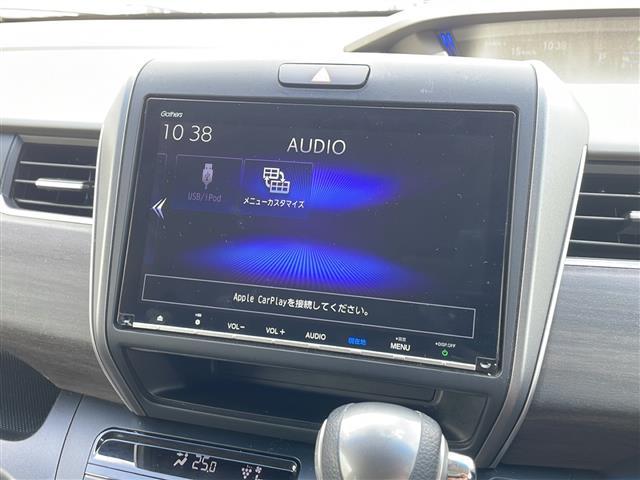 Gathers
10:38
AUDIO
USB/iPod
メニューカスタマイズ
Apple CarPlayを接続してください。
VOL－
VOL＋
AUDIO
現在地
MENU
DISP.OFF
10:38
P
25.0